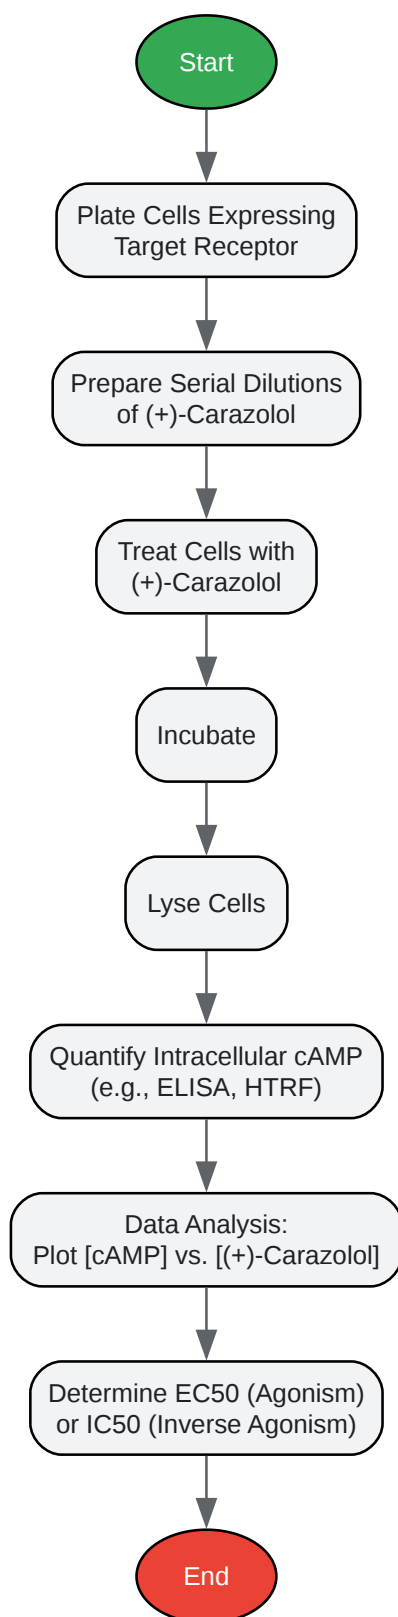 Start
Plate Cells Expressing
Target Receptor
Prepare Serial Dilutions
of (+)-Carazolol
Treat Cells with
(+)-Carazolol
Incubate
Lyse Cells
Quantify Intracellular cAMP
(e.g., ELISA, HTRF)
Data Analysis:
Plot [cAMP] vs. [(+)-Carazolol]
Determine EC50 (Agonism)
or IC50 (Inverse Agonism)
End